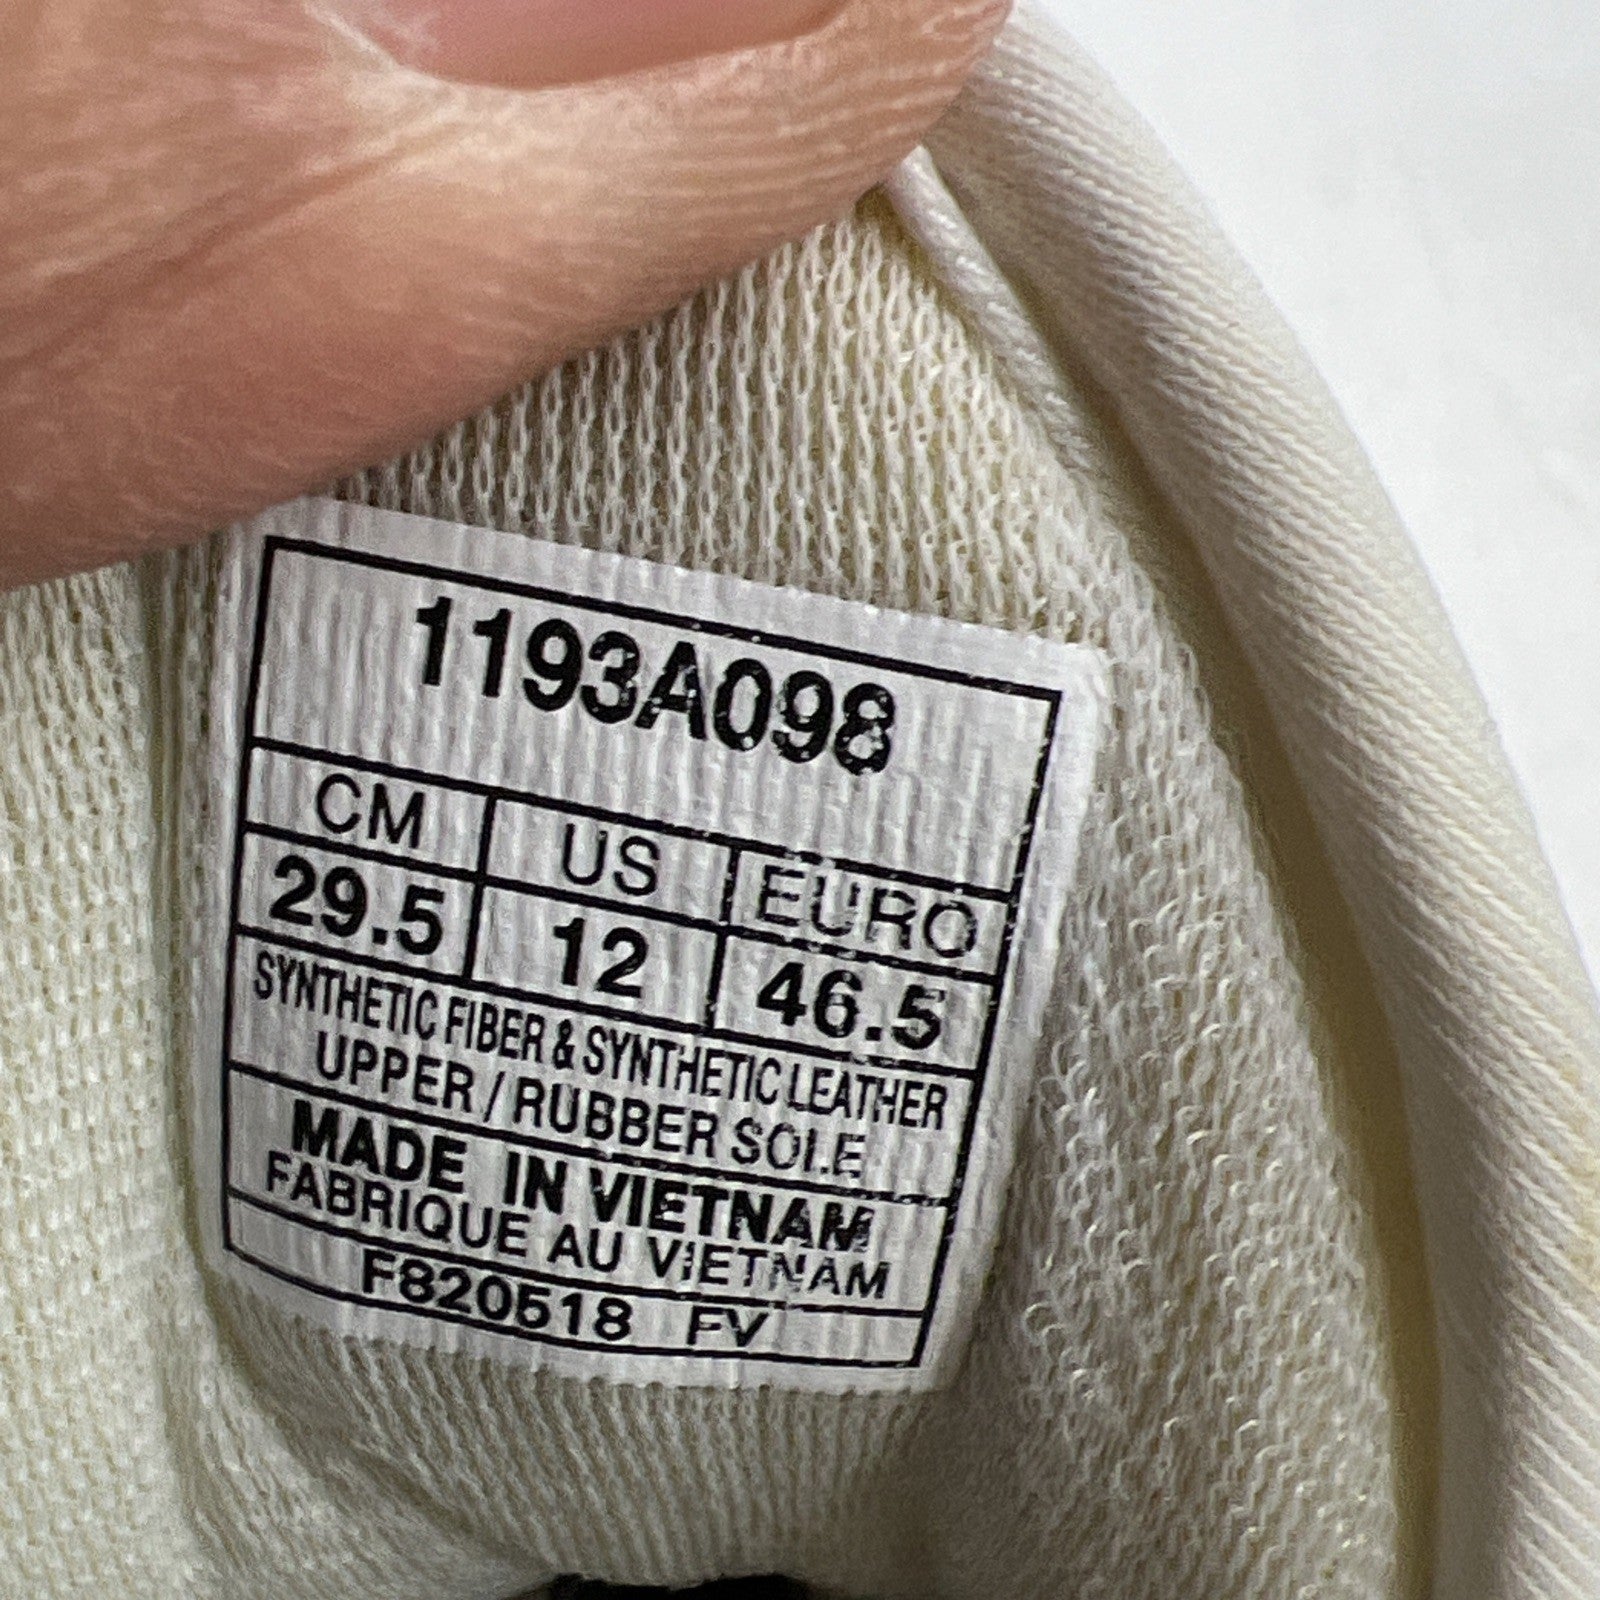 1193A098
CM US EURO
29.5 12 46.5
SYNTHETIC FIBER & SYNTHETIC LEATHER
UPPER / RUBBER SOLE
MADE IN VIETNAM
FABRIQUE AU VIETNAM
F820518 FV